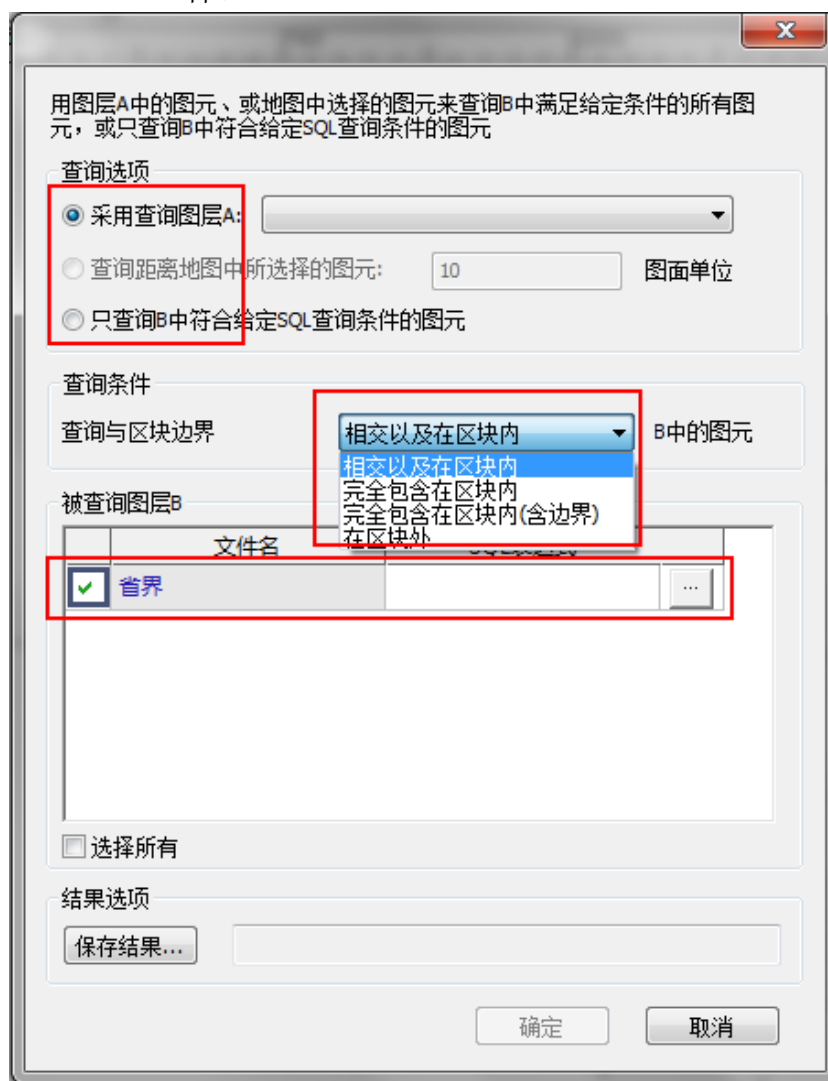 用图层A中的图元、或地图中选择的图元来查询B中满足给定条件的所有图
元，或只查询B中符合给定SQL查询条件的图元
查询选项
采用查询图层A:
查询距离地图中所选择的图元: 10 图面单位
只查询B中符合给定SQL查询条件的图元
查询条件
查询与区块边界 相交以及在区块内 B中的图元
相交以及在区块内
完全包含在区块内
完全包含在区块内(含边界)
在区块外
被查询图层B
文件名
省界 ...
选择所有
结果选项
保存结果...
确定 取消